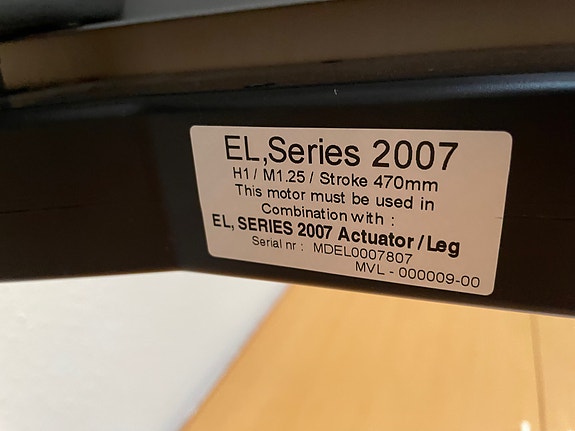 EL,Series 2007
H1 / M1.25 / Stroke 470mm
This motor must be used in
Combination with :
EL, SERIES 2007 Actuator / Leg
Serial nr : MDEL0007807
MVL - 000009-00